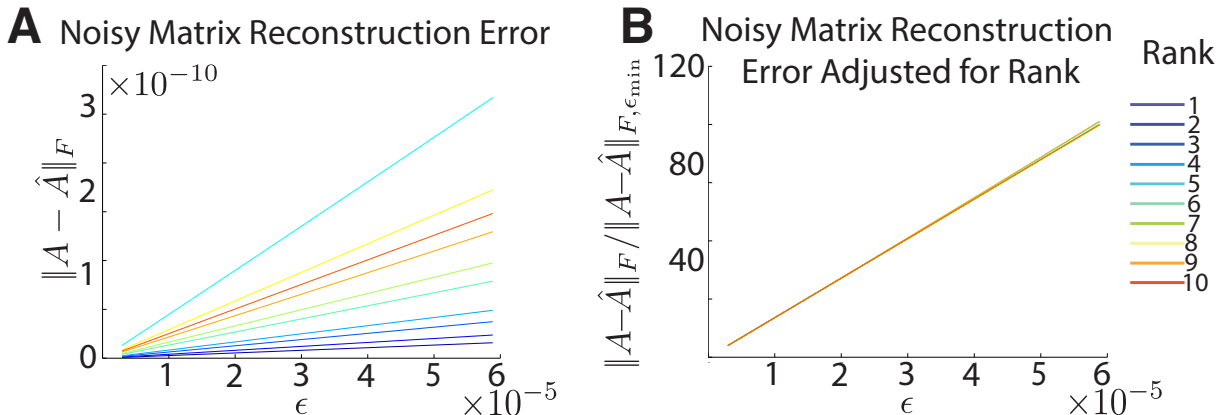 A Noisy Matrix Reconstruction Error
×10⁻¹⁰
3
2
1
0
‖A − Â‖_F
1 2 3 4 5 6
ϵ ×10⁻⁵
B Noisy Matrix Reconstruction
Error Adjusted for Rank
120
80
40
‖A−Â‖_F/‖A−Â‖_{F,ϵ_min}
1 2 3 4 5 6
ϵ ×10⁻⁵
Rank
1
2
3
4
5
6
7
8
9
10